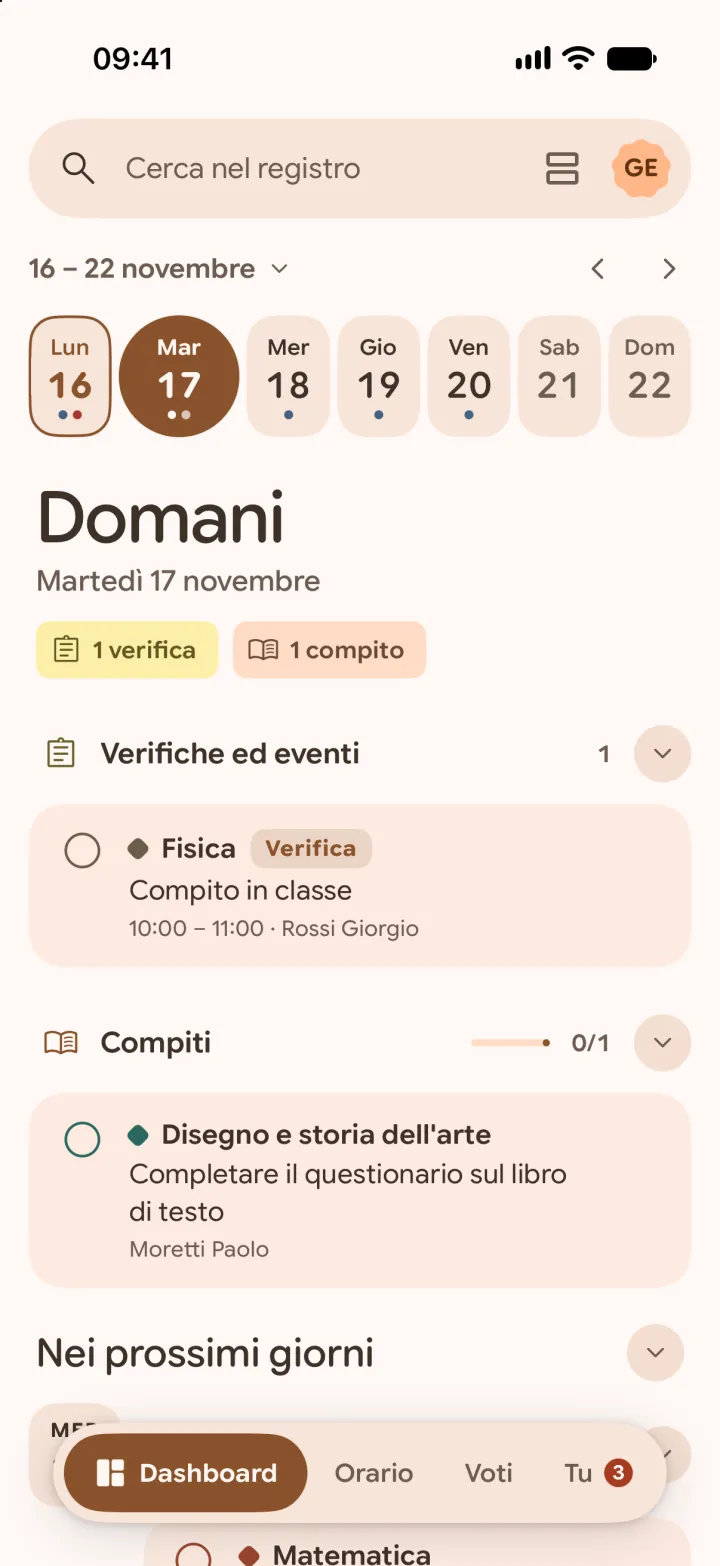 09:41
Cerca nel registro
GE
16 – 22 novembre
Lun Mar Mer Gio Ven Sab Dom
16 17 18 19 20 21 22
Domani
Martedì 17 novembre
1 verifica 1 compito
Verifiche ed eventi 1
Fisica Verifica
Compito in classe
10:00 – 11:00 · Rossi Giorgio
Compiti 0/1
Disegno e storia dell'arte
Completare il questionario sul libro
di testo
Moretti Paolo
Nei prossimi giorni
Dashboard Orario Voti Tu 3
Matematica